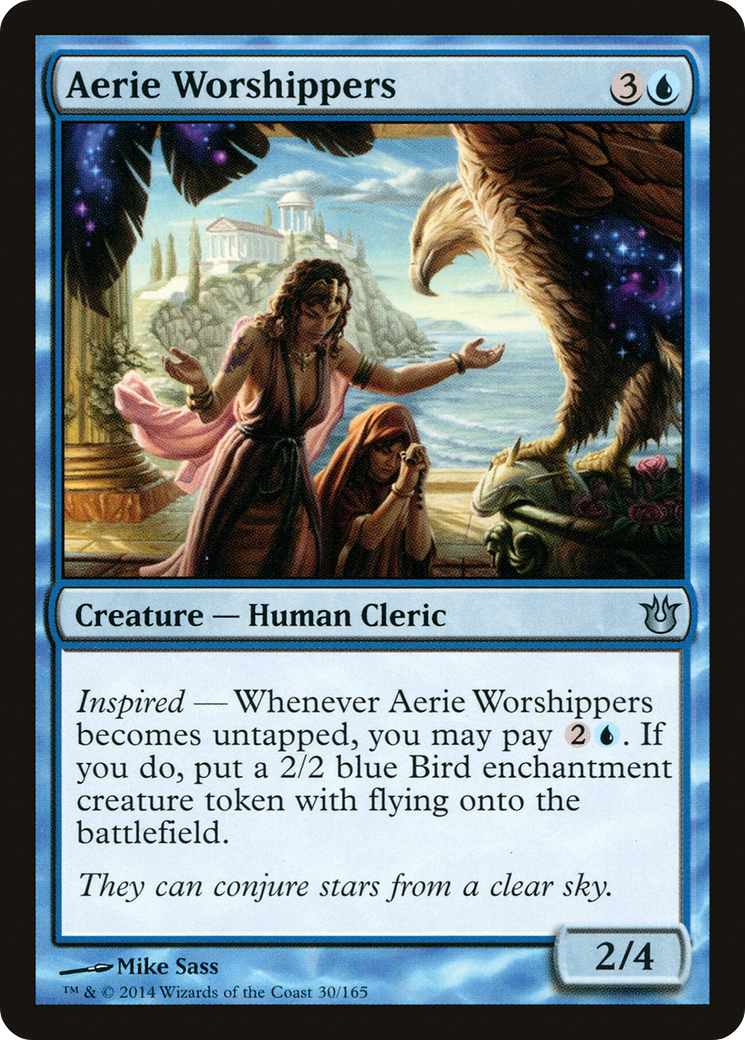 Aerie Worshippers 3
Creature — Human Cleric
Inspired — Whenever Aerie Worshippers
becomes untapped, you may pay 2 . If
you do, put a 2/2 blue Bird enchantment
creature token with flying onto the
battlefield.
They can conjure stars from a clear sky.
2/4
Mike Sass
™ & © 2014 Wizards of the Coast 30/165